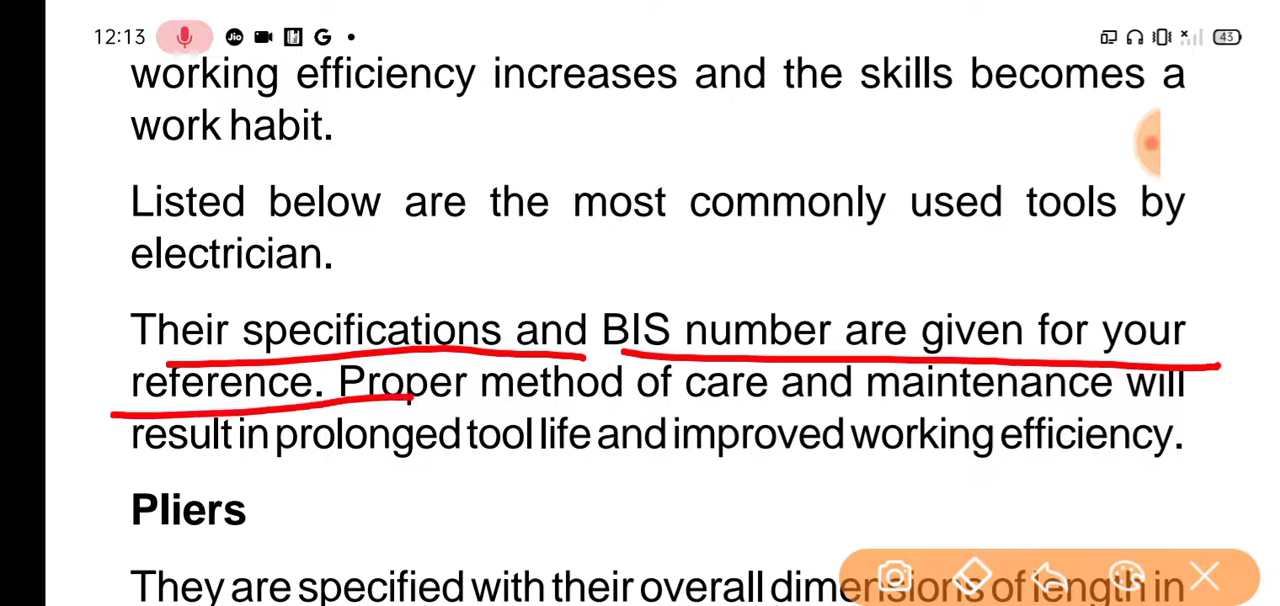 12:13 Jio G 43
working efficiency increases and the skills becomes a
work habit.
Listed below are the most commonly used tools by
electrician.
Their specifications and BIS number are given for your
reference. Proper method of care and maintenance will
result in prolonged tool life and improved working efficiency.
Pliers
They are specified with their overall dimensions of length in